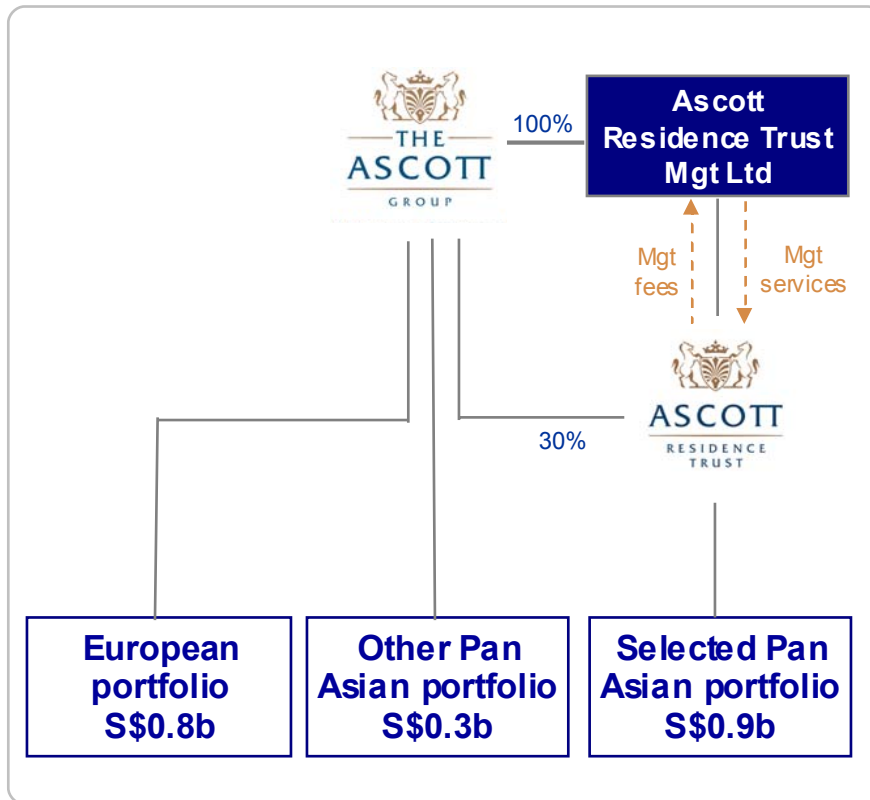 THE
ASCOTT
GROUP
100%
Ascott
Residence Trust
Mgt Ltd
Mgt
fees
Mgt
services
ASCOTT
RESIDENCE
TRUST
30%
European
portfolio
S$0.8b
Other Pan
Asian portfolio
S$0.3b
Selected Pan
Asian portfolio
S$0.9b